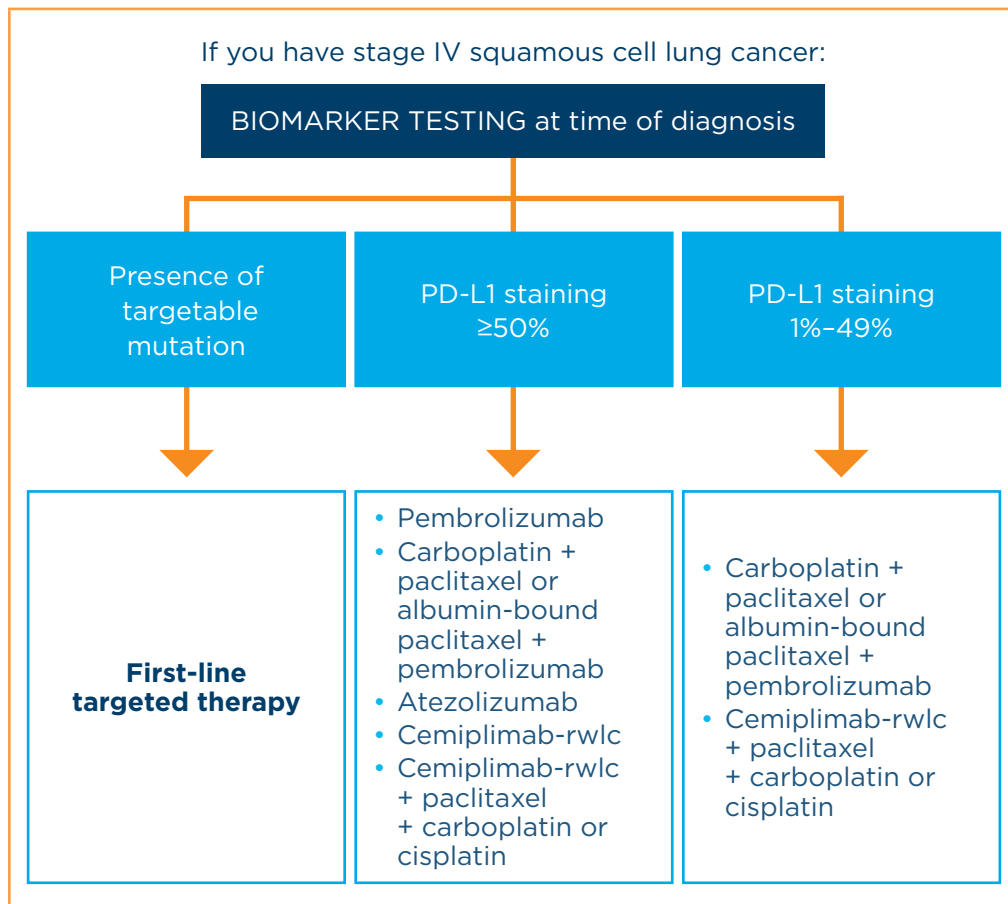 If you have stage IV squamous cell lung cancer:
BIOMARKER TESTING at time of diagnosis
Presence of
targetable
mutation
PD-L1 staining
≥50%
PD-L1 staining
1%–49%
First-line
targeted therapy
• Pembrolizumab
• Carboplatin +
paclitaxel or
albumin-bound
paclitaxel +
pembrolizumab
• Atezolizumab
• Cemiplimab-rwlc
• Cemiplimab-rwlc
+ paclitaxel
+ carboplatin or
cisplatin
• Carboplatin +
paclitaxel or
albumin-bound
paclitaxel +
pembrolizumab
• Cemiplimab-rwlc
+ paclitaxel
+ carboplatin or
cisplatin